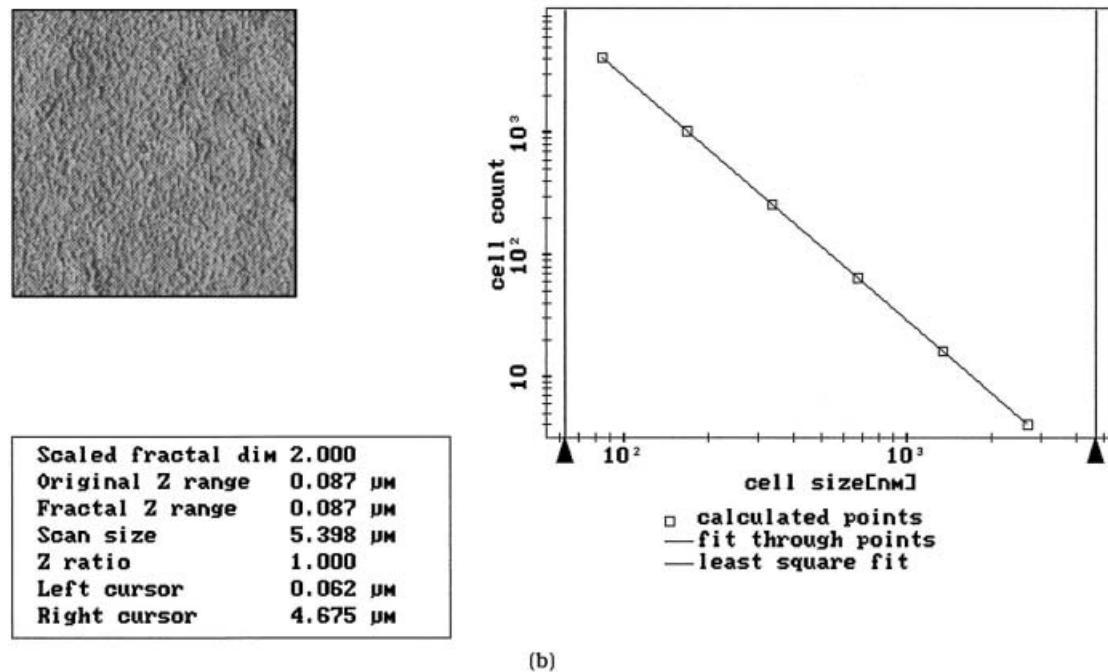 Scaled fractal dim 2.000
Original Z range 0.087 µm
Fractal Z range 0.087 µm
Scan size 5.398 µm
Z ratio 1.000
Left cursor 0.062 µm
Right cursor 4.675 µm
cell count
10³
10²
10
10²
10³
cell size[nm]
calculated points
fit through points
least square fit
(b)